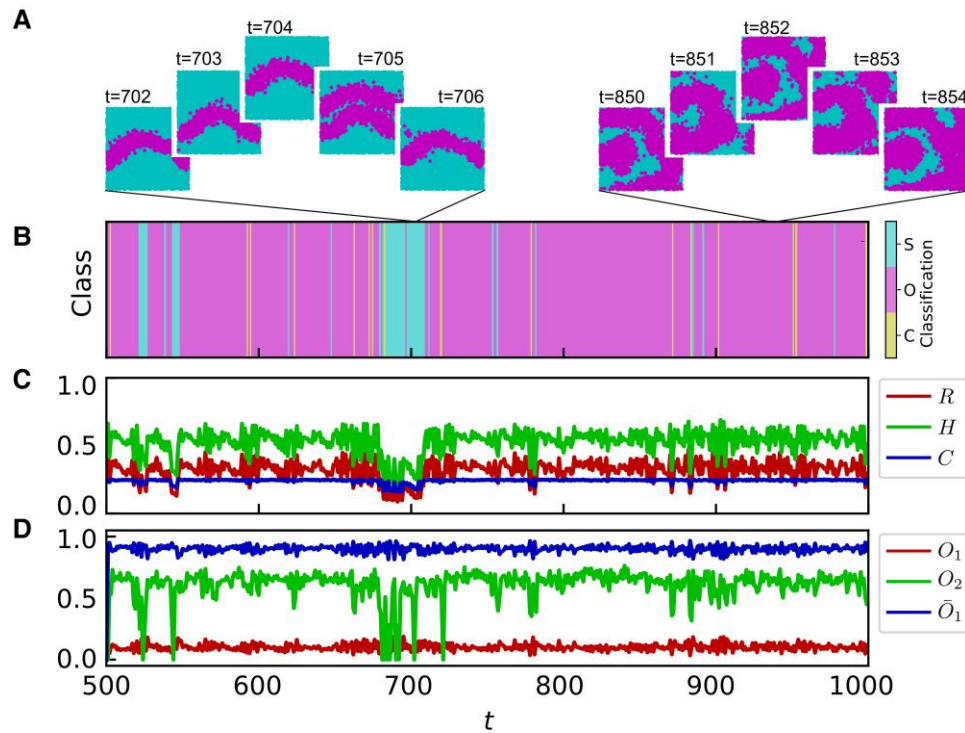 A
t=702
t=703
t=704
t=705
t=706
t=850
t=851
t=852
t=853
t=854
B
Class
S
O
C
Classification
C
1.0
0.5
0.0
R
H
C
D
1.0
0.5
0.0
O₁
O₂
Ō₁
500 600 700 800 900 1000
t